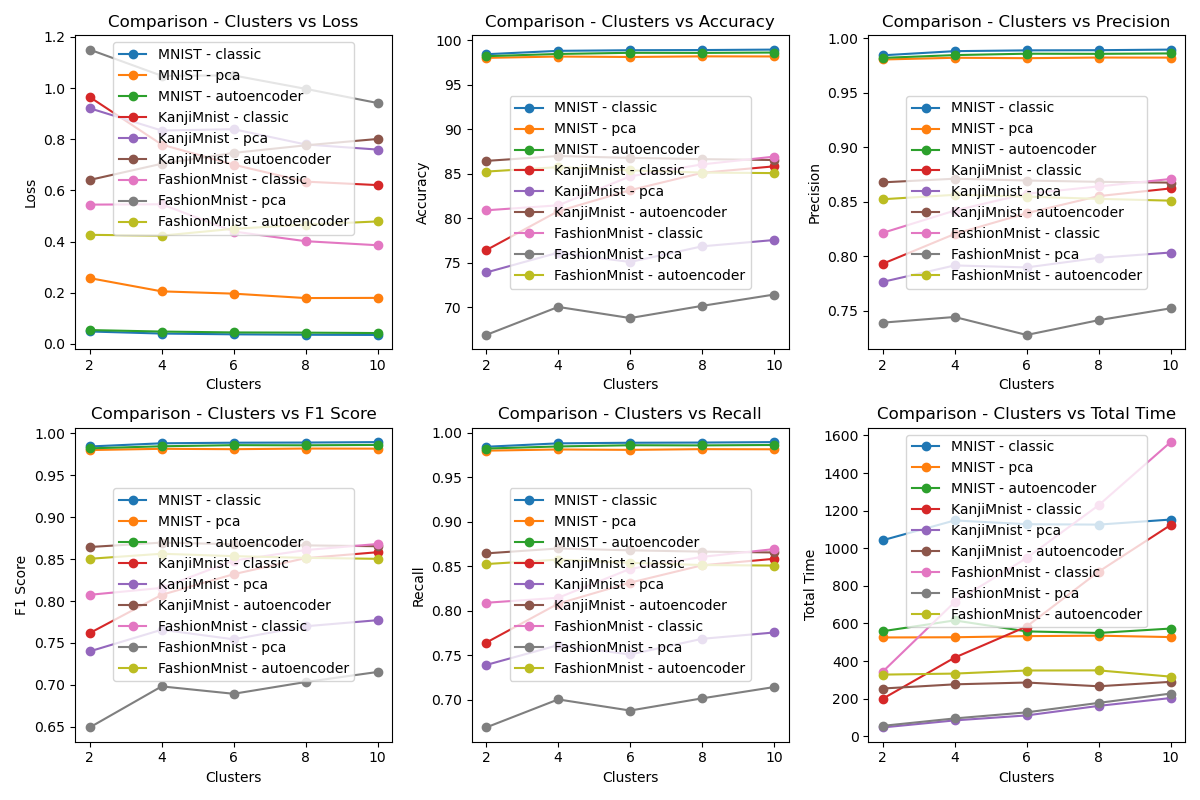 Comparison - Clusters vs Loss
1.2
1.0
0.8
0.6
0.4
0.2
0.0
Loss
MNIST - classic
MNIST - pca
MNIST - autoencoder
KanjiMnist - classic
KanjiMnist - pca
KanjiMnist - autoencoder
FashionMnist - classic
FashionMnist - pca
FashionMnist - autoencoder
2 4 6 8 10
Clusters
Comparison - Clusters vs Accuracy
100
95
90
85
80
75
70
Accuracy
MNIST - classic
MNIST - pca
MNIST - autoencoder
KanjiMnist - classic
KanjiMnist - pca
KanjiMnist - autoencoder
FashionMnist - classic
FashionMnist - pca
FashionMnist - autoencoder
2 4 6 8 10
Clusters
Comparison - Clusters vs Precision
1.00
0.95
0.90
0.85
0.80
0.75
Precision
MNIST - classic
MNIST - pca
MNIST - autoencoder
KanjiMnist - classic
KanjiMnist - pca
KanjiMnist - autoencoder
FashionMnist - classic
FashionMnist - pca
FashionMnist - autoencoder
2 4 6 8 10
Clusters
Comparison - Clusters vs F1 Score
1.00
0.95
0.90
0.85
0.80
0.75
0.70
0.65
F1 Score
MNIST - classic
MNIST - pca
MNIST - autoencoder
KanjiMnist - classic
KanjiMnist - pca
KanjiMnist - autoencoder
FashionMnist - classic
FashionMnist - pca
FashionMnist - autoencoder
2 4 6 8 10
Clusters
Comparison - Clusters vs Recall
1.00
0.95
0.90
0.85
0.80
0.75
0.70
Recall
MNIST - classic
MNIST - pca
MNIST - autoencoder
KanjiMnist - classic
KanjiMnist - pca
KanjiMnist - autoencoder
FashionMnist - classic
FashionMnist - pca
FashionMnist - autoencoder
2 4 6 8 10
Clusters
Comparison - Clusters vs Total Time
1600
1400
1200
1000
800
600
400
200
0
Total Time
MNIST - classic
MNIST - pca
MNIST - autoencoder
KanjiMnist - classic
KanjiMnist - pca
KanjiMnist - autoencoder
FashionMnist - classic
FashionMnist - pca
FashionMnist - autoencoder
2 4 6 8 10
Clusters